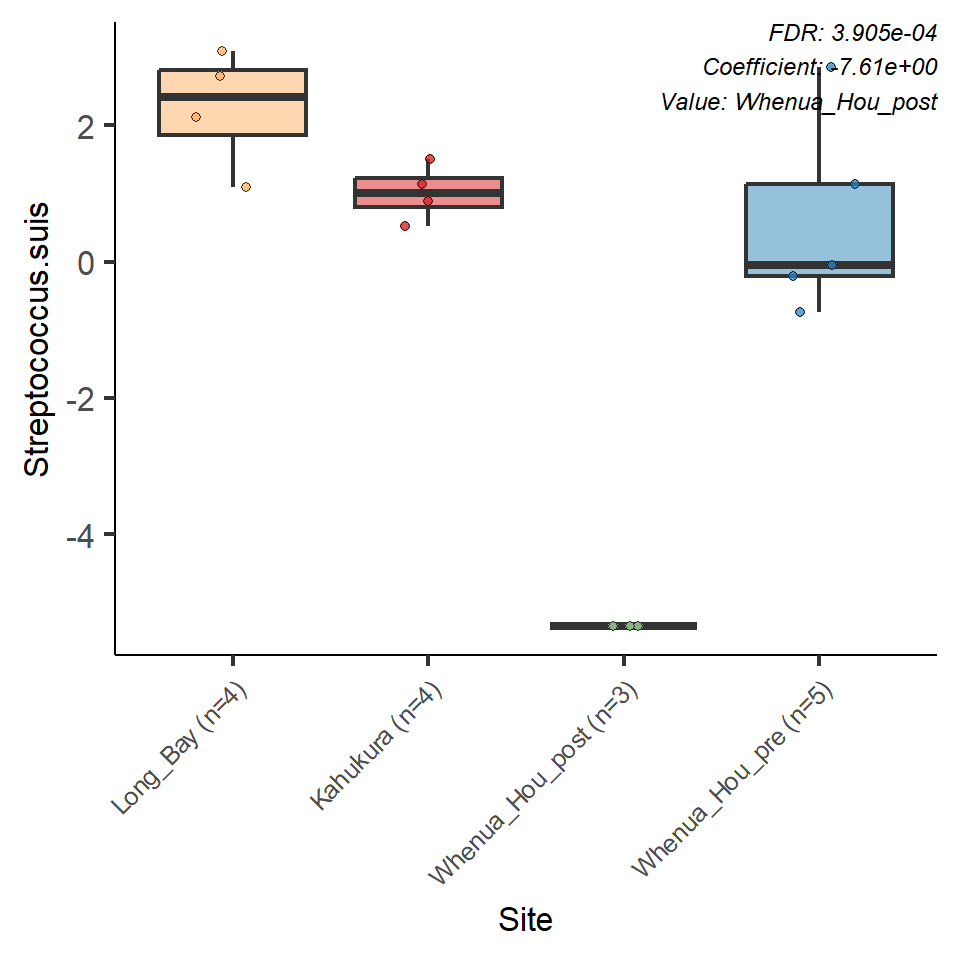 FDR: 3.905e-04
Coefficient: -7.61e+00
Value: Whenua_Hou_post
Streptococcus.suis
2
0
-2
-4
Long_Bay (n=4)
Kahukura (n=4)
Whenua_Hou_post (n=3)
Whenua_Hou_pre (n=5)
Site